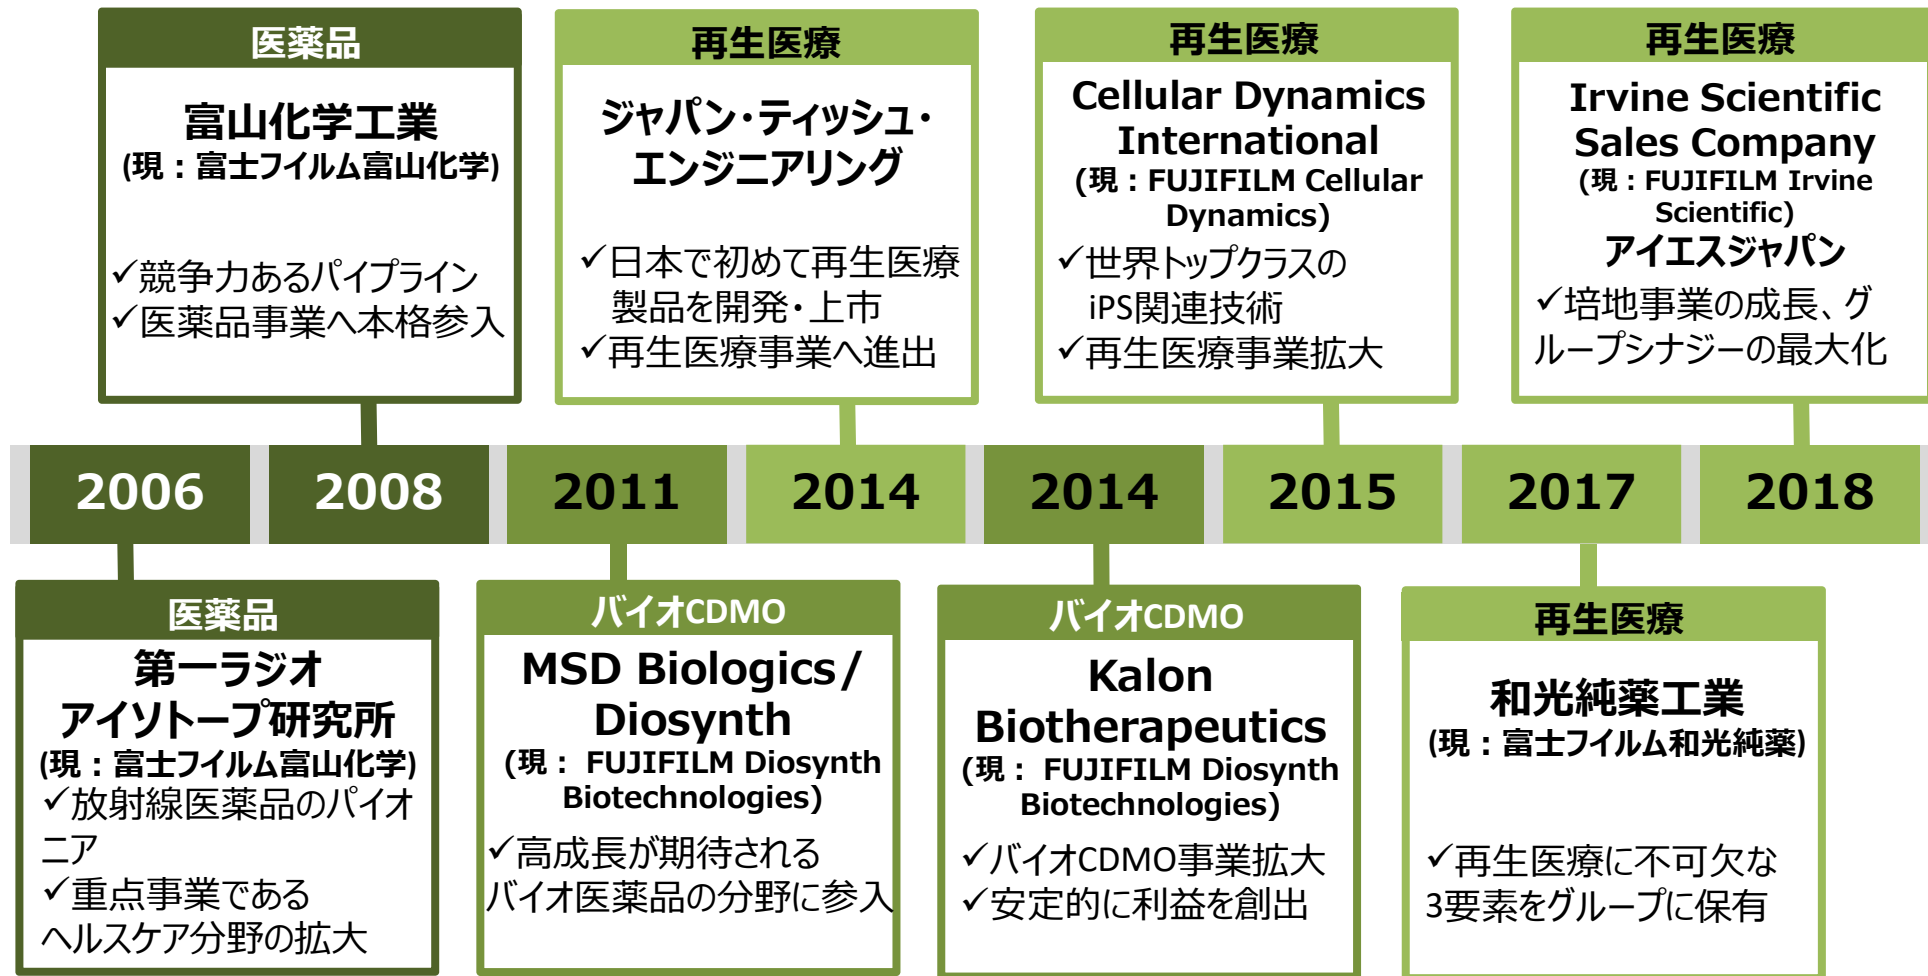 医薬品
富山化学工業
(現：富士フイルム富山化学)
✓競争力あるパイプライン
✓医薬品事業へ本格参入
再生医療
ジャパン・ティッシュ・
エンジニアリング
✓日本で初めて再生医療
製品を開発・上市
✓再生医療事業へ進出
再生医療
Cellular Dynamics
International
(現：FUJIFILM Cellular
Dynamics)
✓世界トップクラスの
iPS関連技術
✓再生医療事業拡大
再生医療
Irvine Scientific
Sales Company
(現：FUJIFILM Irvine
Scientific)
アイエスジャパン
✓培地事業の成長、グ
ループシナジーの最大化
2006 2008 2011 2014 2014 2015 2017 2018
医薬品
第一ラジオ
アイソトープ研究所
(現：富士フイルム富山化学)
✓放射線医薬品のパイオ
ニア
✓重点事業である
ヘルスケア分野の拡大
バイオCDMO
MSD Biologics/
Diosynth
(現： FUJIFILM Diosynth
Biotechnologies)
✓高成長が期待される
バイオ医薬品の分野に参入
バイオCDMO
Kalon
Biotherapeutics
(現： FUJIFILM Diosynth
Biotechnologies)
✓バイオCDMO事業拡大
✓安定的に利益を創出
再生医療
和光純薬工業
(現：富士フイルム和光純薬)
✓再生医療に不可欠な
3要素をグループに保有